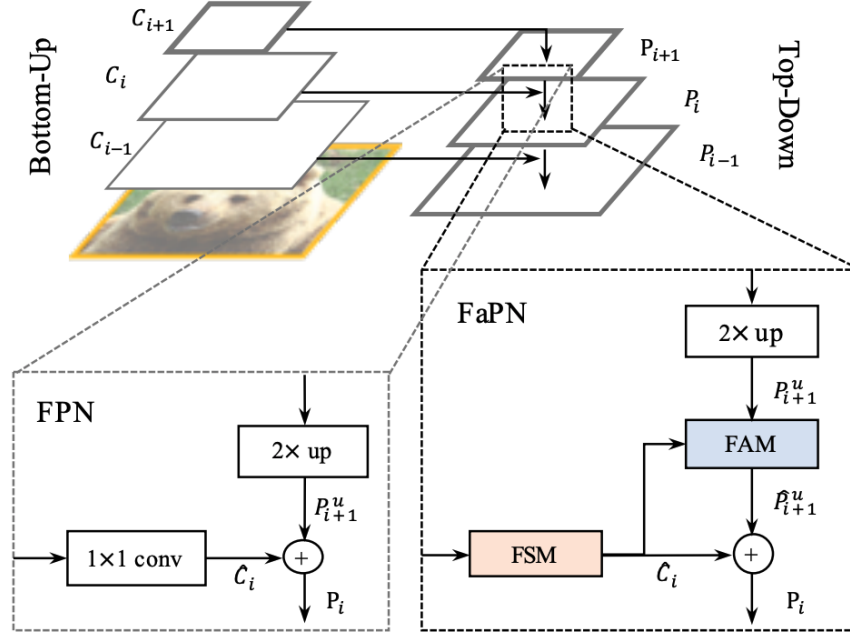 Bottom-Up
C_{i+1}
C_i
C_{i-1}
P_{i+1}
P_i
P_{i-1}
Top-Down
FPN
2× up
P^u_{i+1}
1×1 conv
Ĉ_i
+
P_i
FaPN
2× up
P^u_{i+1}
FAM
P̂^u_{i+1}
FSM
Ĉ_i
+
P_i